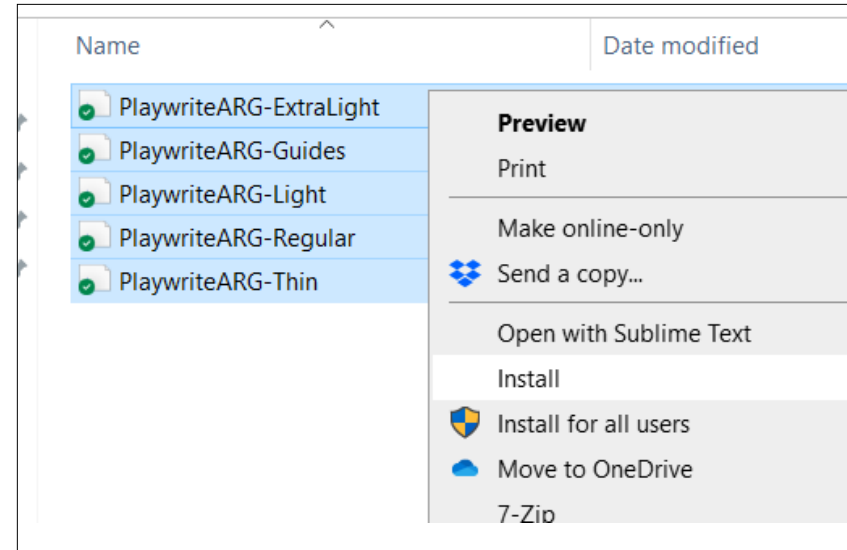 Name
Date modified
PlaywriteARG-ExtraLight
PlaywriteARG-Guides
PlaywriteARG-Light
PlaywriteARG-Regular
PlaywriteARG-Thin
Preview
Print
Make online-only
Send a copy...
Open with Sublime Text
Install
Install for all users
Move to OneDrive
7-Zip